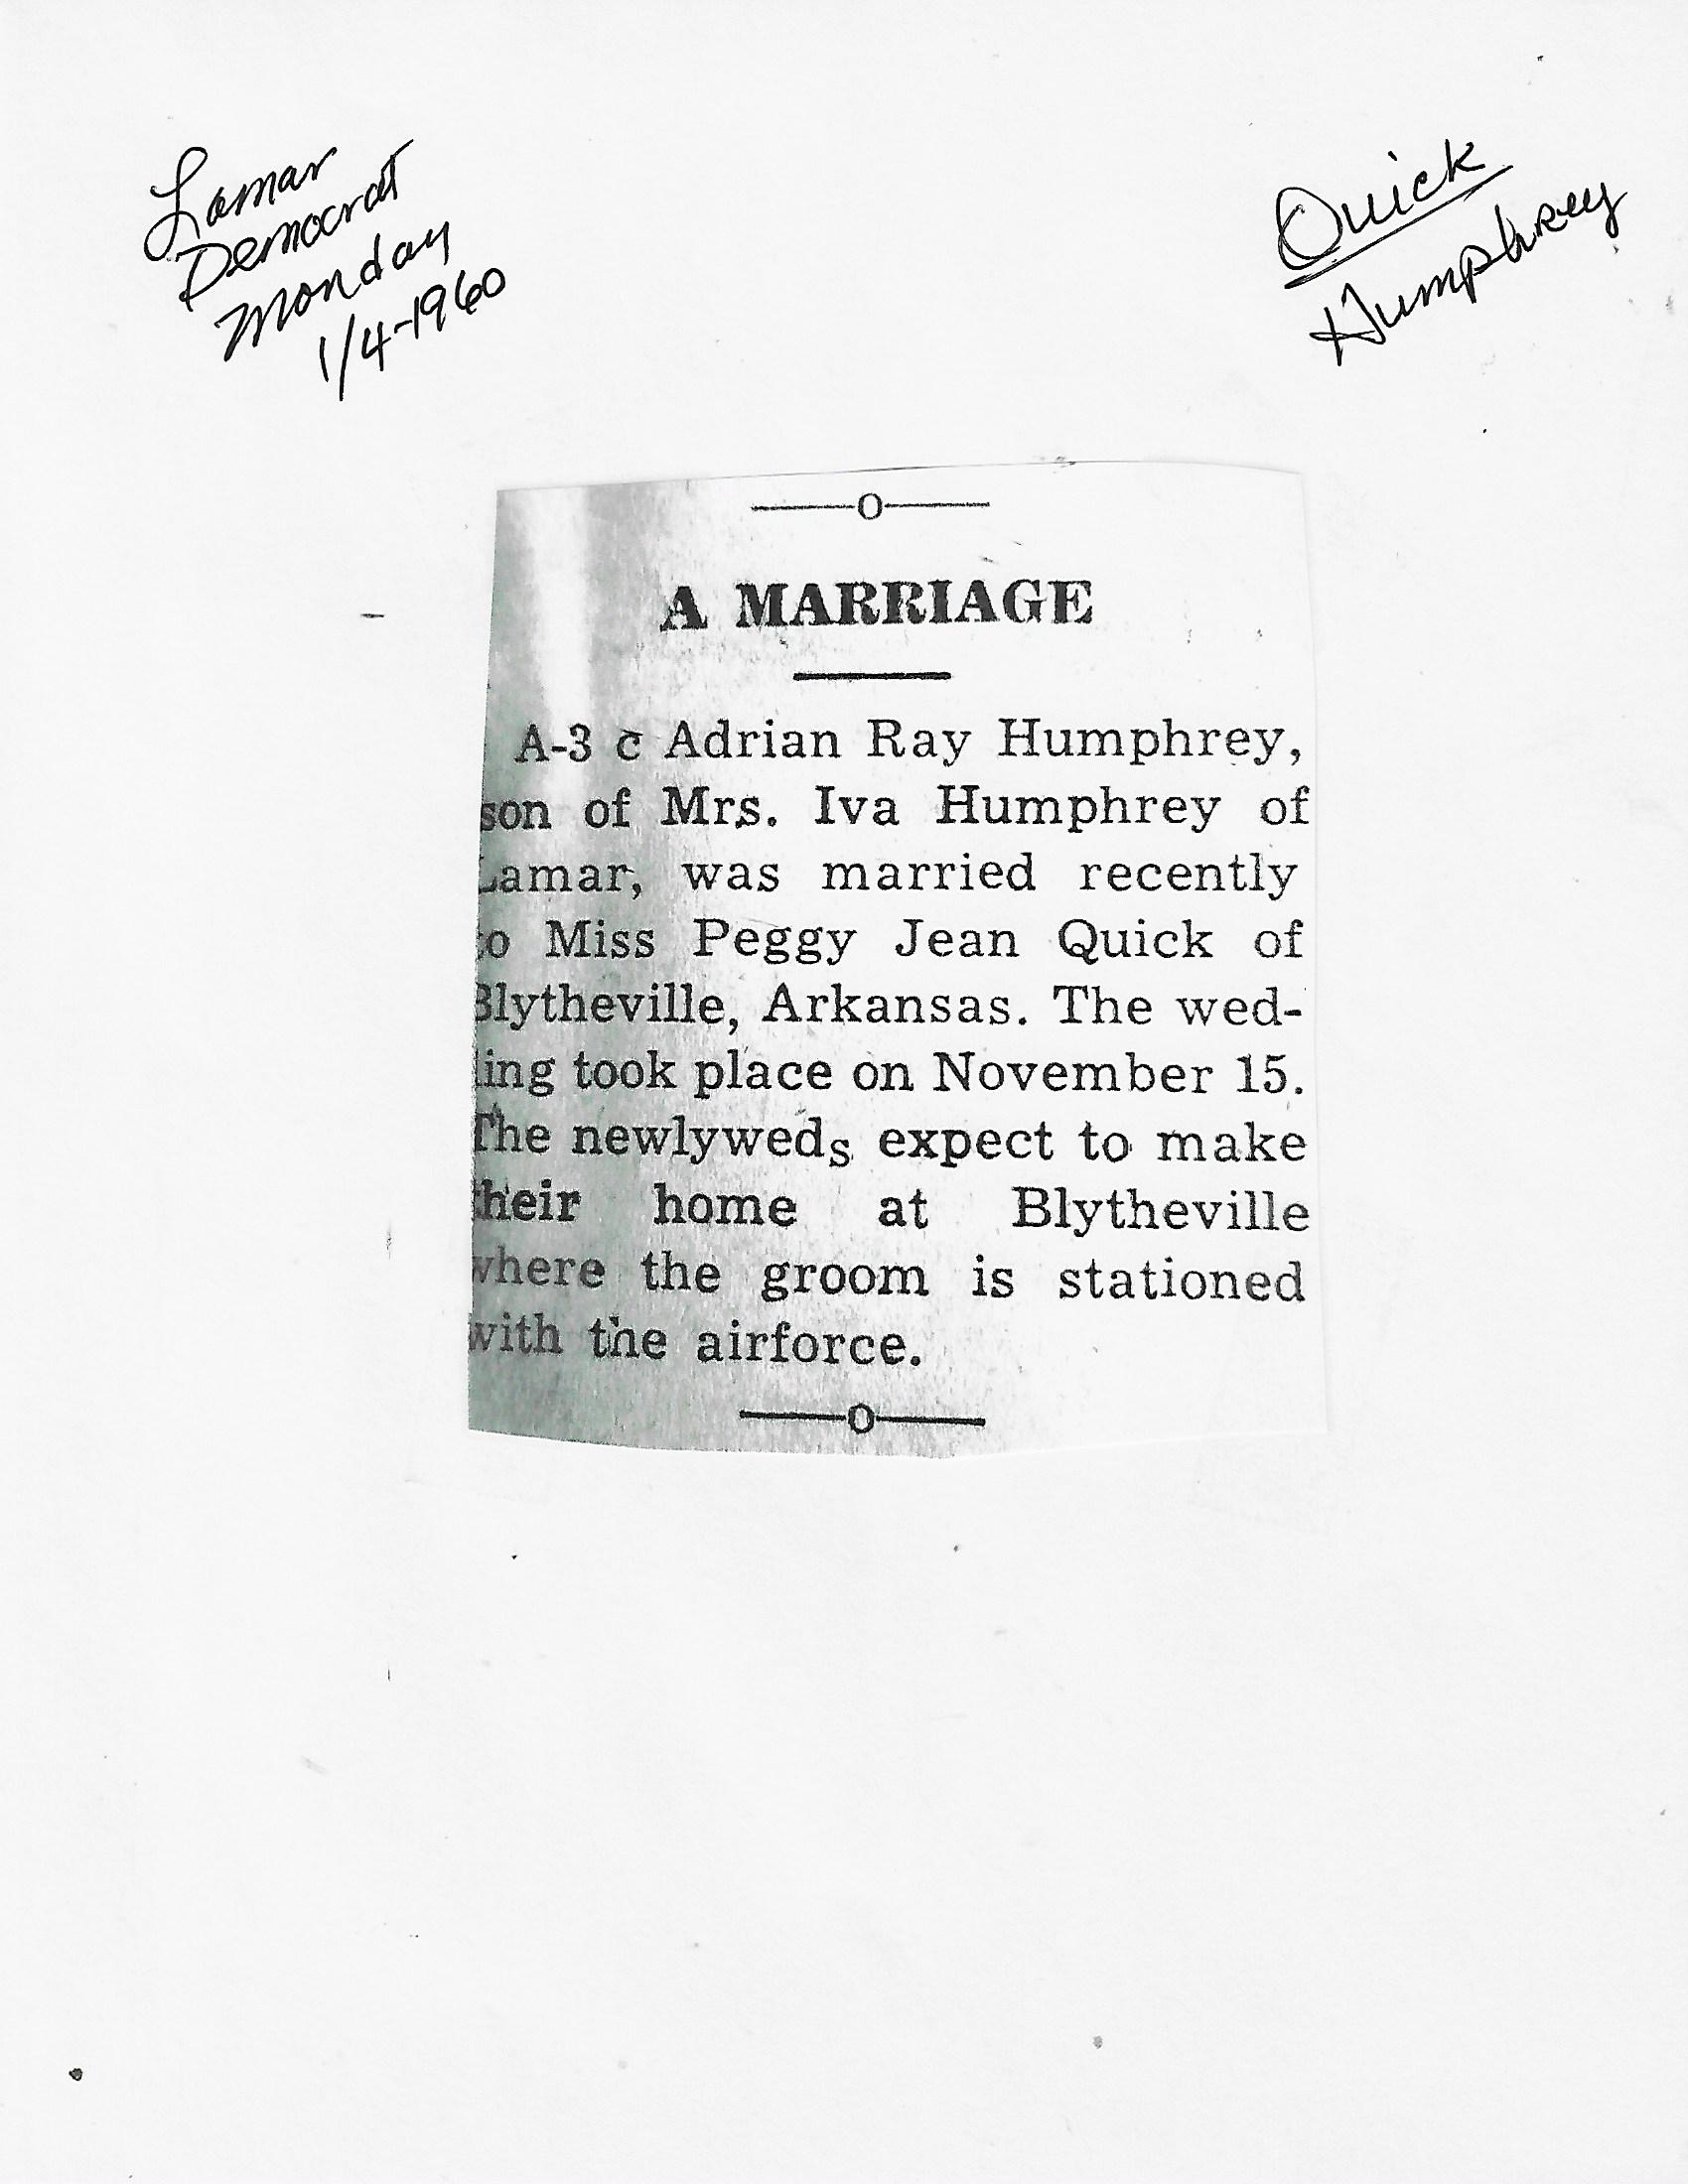 Lamar
Democrat
Monday
1/4-1960
Quick
Humphrey
—o—
A MARRIAGE
A-3 c Adrian Ray Humphrey,
son of Mrs. Iva Humphrey of
Lamar, was married recently
to Miss Peggy Jean Quick of
Blytheville, Arkansas. The wed-
ding took place on November 15.
The newlyweds expect to make
their home at Blytheville
where the groom is stationed
with the airforce.
—o—